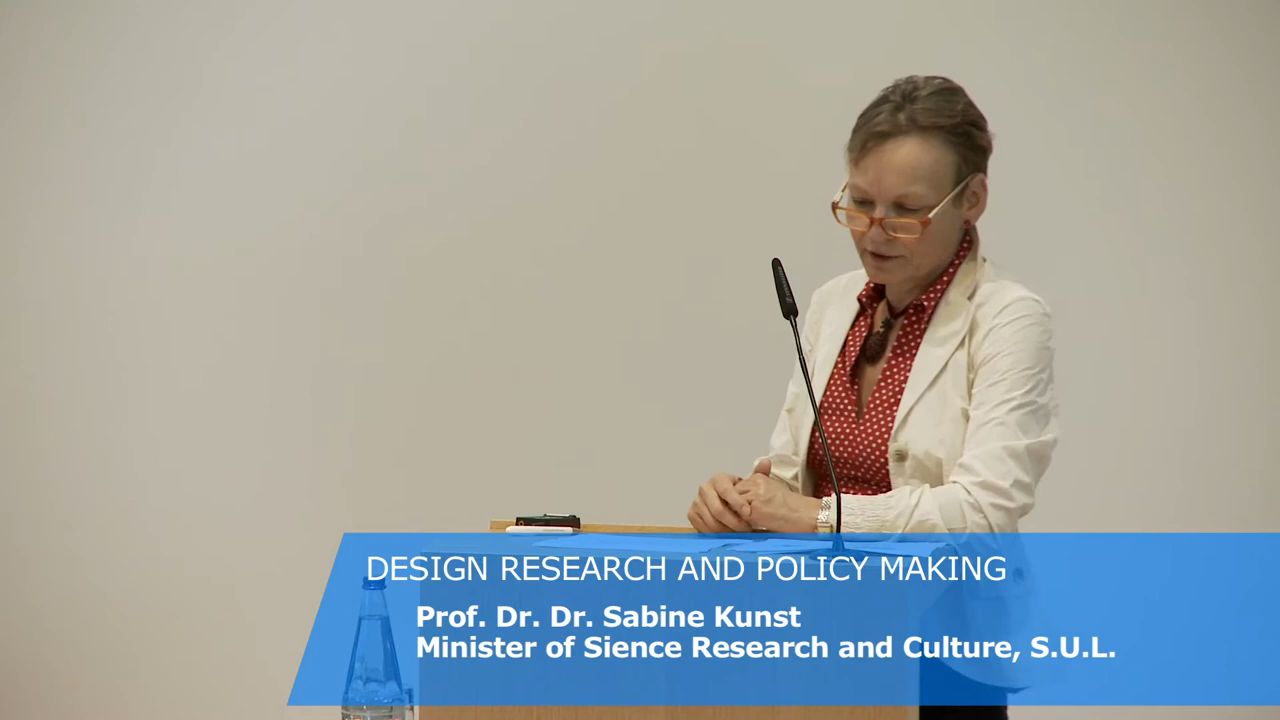 DESIGN RESEARCH AND POLICY MAKING
Prof. Dr. Dr. Sabine Kunst
Minister of Sience Research and Culture, S.U.L.